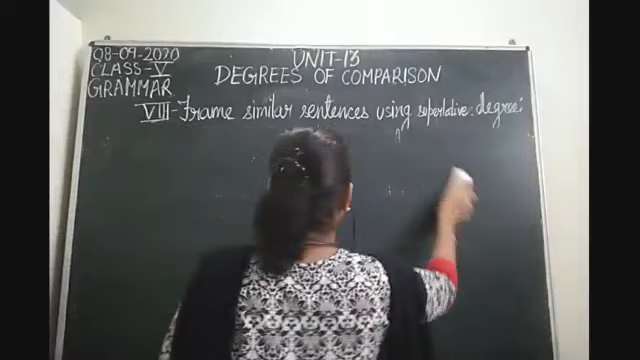 08-09-2020
CLASS-V
GRAMMAR
UNIT-13
DEGREES OF COMPARISON
VIII-Frame similar sentences using superlative degree: